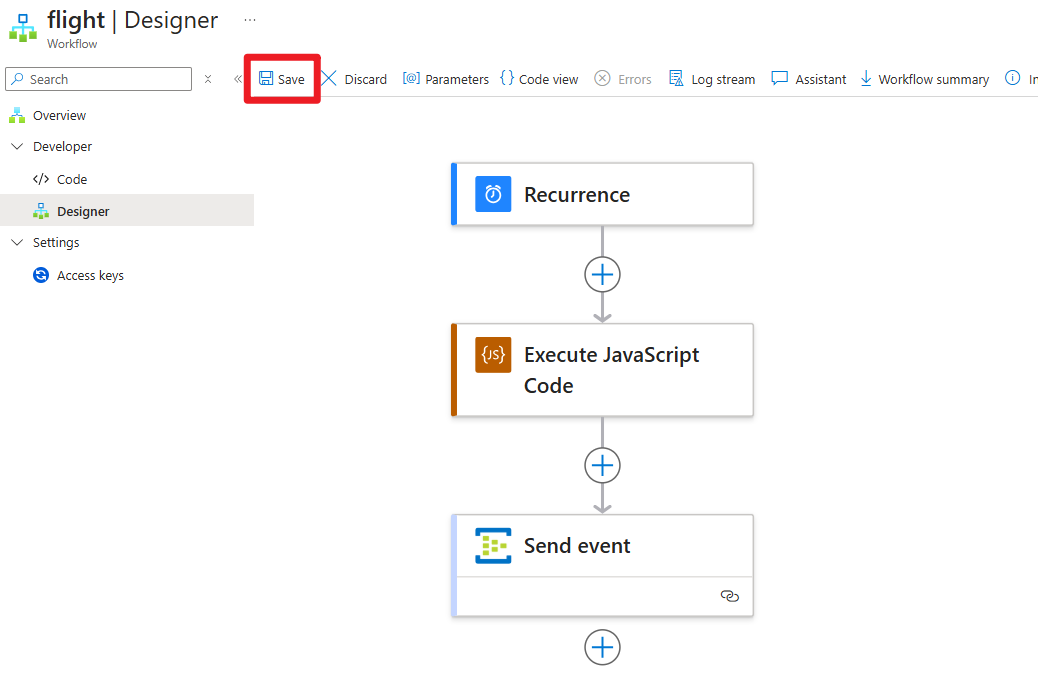 flight | Designer ...
Workflow
Search
Save
Discard
[@] Parameters
{} Code view
Errors
Log stream
Assistant
Workflow summary
In
Overview
Developer
</> Code
Designer
Settings
Access keys
Recurrence
{JS} Execute JavaScript
Code
Send event